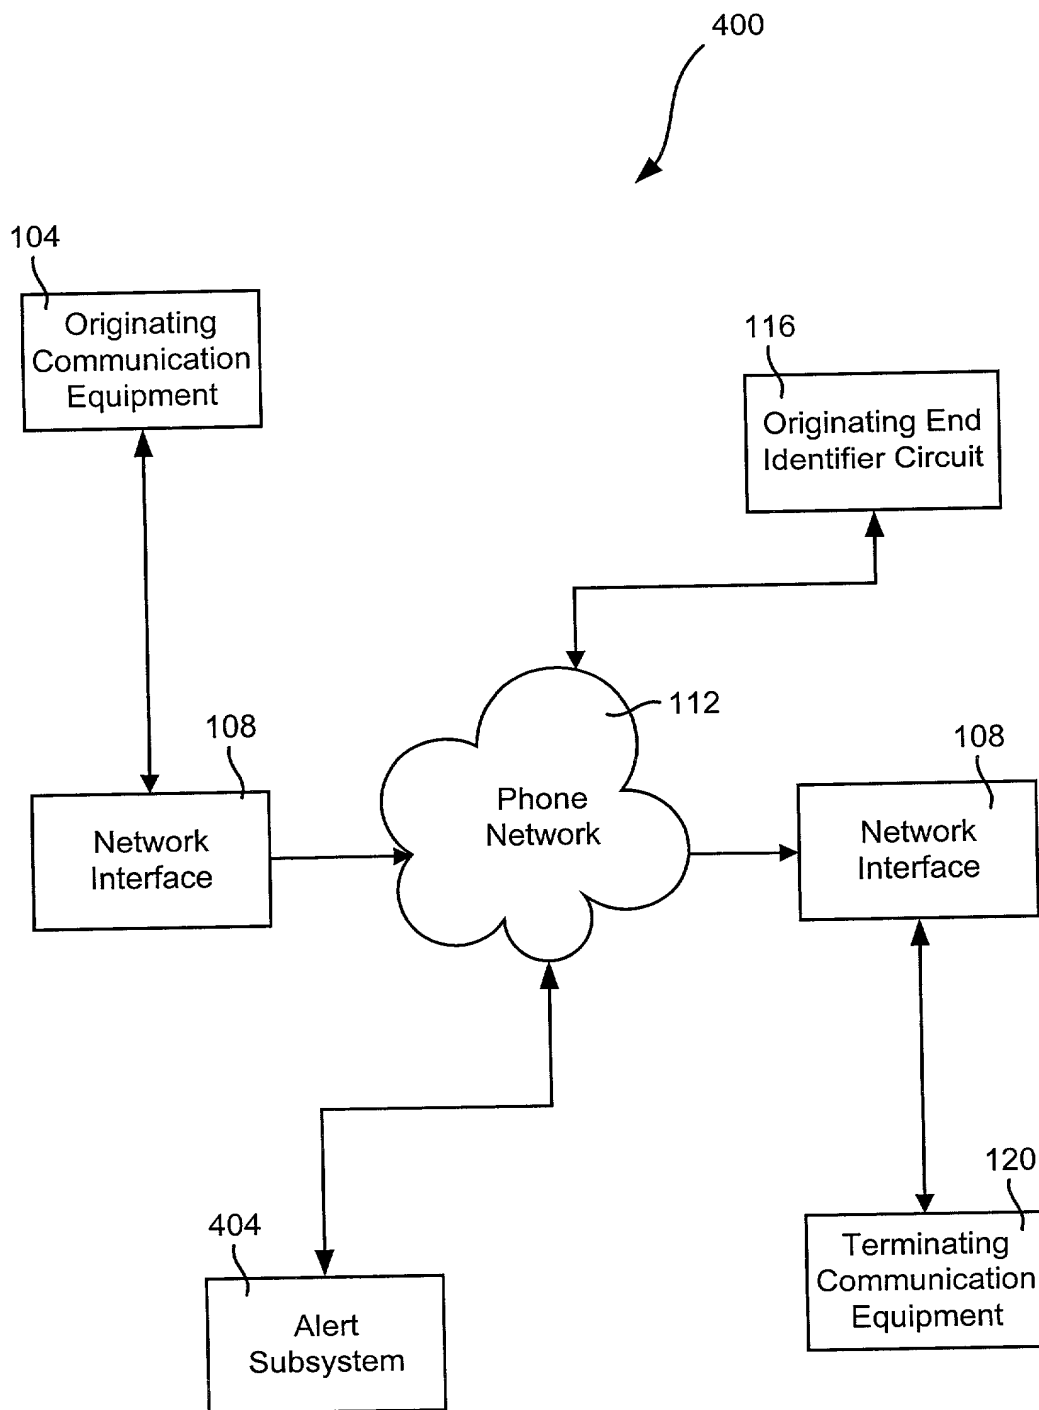 400
104
Originating
Communication
Equipment
116
Originating End
Identifier Circuit
112
108
Network
Interface
Phone
Network
108
Network
Interface
404
Alert
Subsystem
120
Terminating
Communication
Equipment